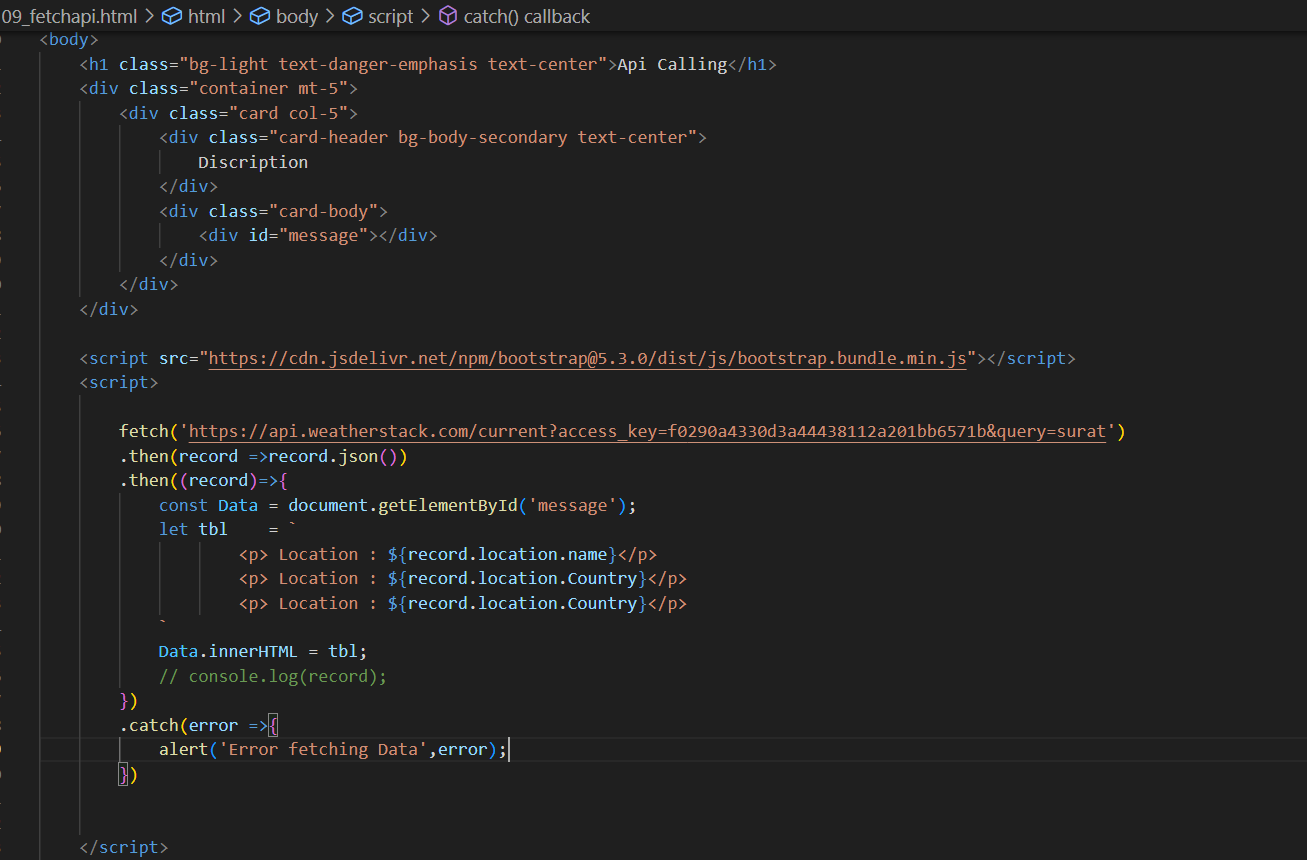 09_fetchapi.html > html > body > script > catch() callback
<body>
<h1 class="bg-light text-danger-emphasis text-center">Api Calling</h1>
<div class="container mt-5">
<div class="card col-5">
<div class="card-header bg-body-secondary text-center">
Discription
</div>
<div class="card-body">
<div id="message"></div>
</div>
</div>
</div>
<script src="https://cdn.jsdelivr.net/npm/bootstrap@5.3.0/dist/js/bootstrap.bundle.min.js"></script>
<script>
fetch('https://api.weatherstack.com/current?access_key=f0290a4330d3a44438112a201bb6571b&query=surat')
.then(record =>record.json())
.then((record)=>{
const Data = document.getElementById('message');
let tbl    = `
<p> Location : ${record.location.name}</p>
<p> Location : ${record.location.Country}</p>
<p> Location : ${record.location.Country}</p>
`
Data.innerHTML = tbl;
// console.log(record);
})
.catch(error =>{
alert('Error fetching Data',error);
})
</script>